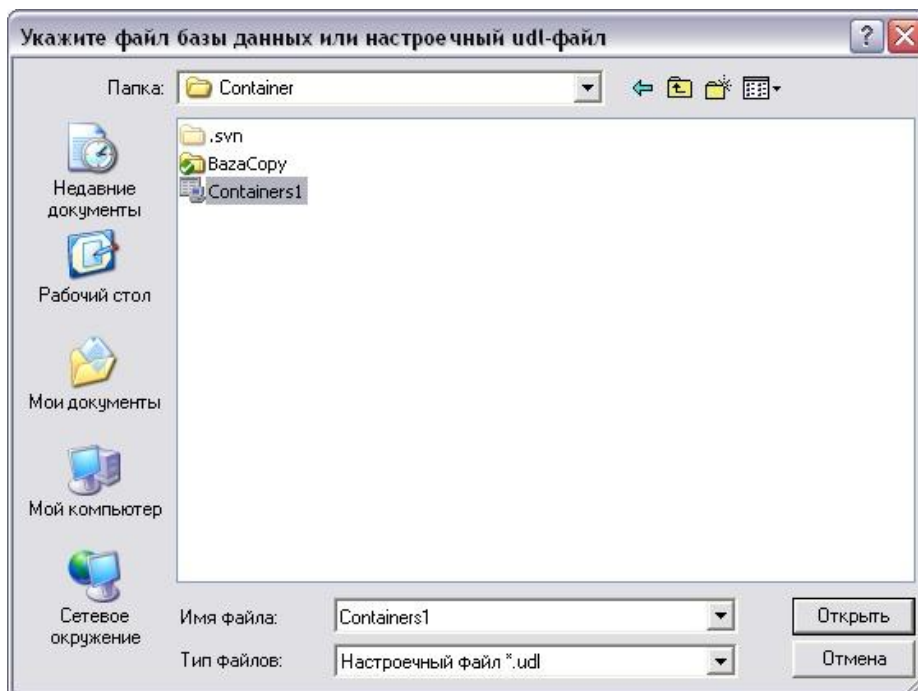 Укажите файл базы данных или настроечный udl-файл
Папка:
Container
.svn
BazaCopy
Containers1
Недавние
документы
Рабочий стол
Мои документы
Мой компьютер
Сетевое
окружение
Имя файла:
Containers1
Открыть
Тип файлов:
Настроечный файл *.udl
Отмена